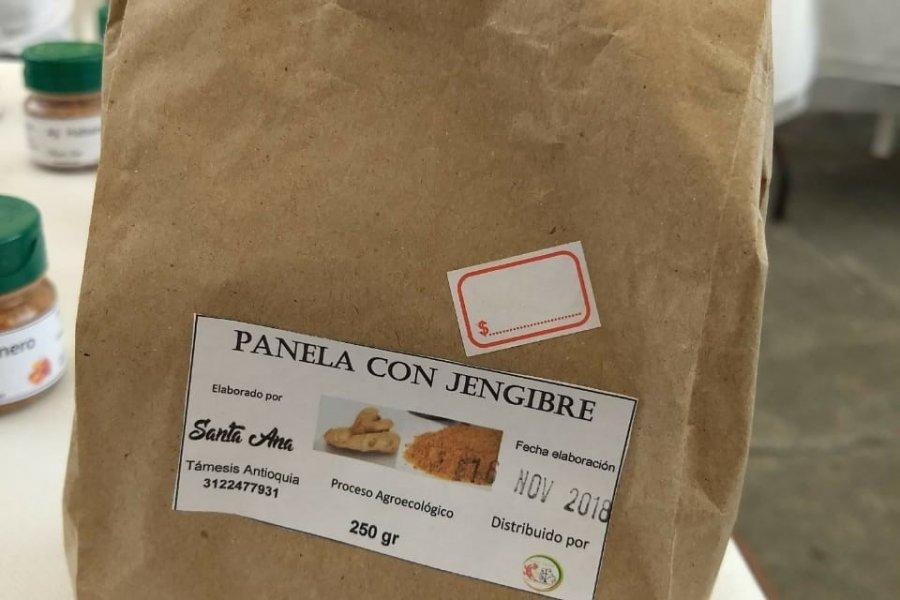 $
PANELA CON JENGIBRE
Elaborado por
Santa Ana
Támesis Antioquia
3122477931
Proceso Agroecológico
250 gr
Fecha elaboración
NOV 2018
Distribuido por
nero